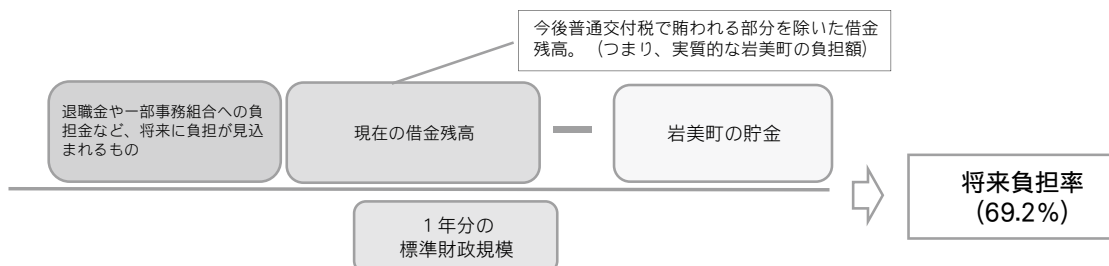 今後普通交付税で賄われる部分を除いた借金
残高。（つまり、実質的な岩美町の負担額）
退職金や一部事務組合への負
担金など、将来に負担が見込
まれるもの
現在の借金残高
ー
岩美町の貯金
1年分の
標準財政規模
将来負担率
(69.2%)